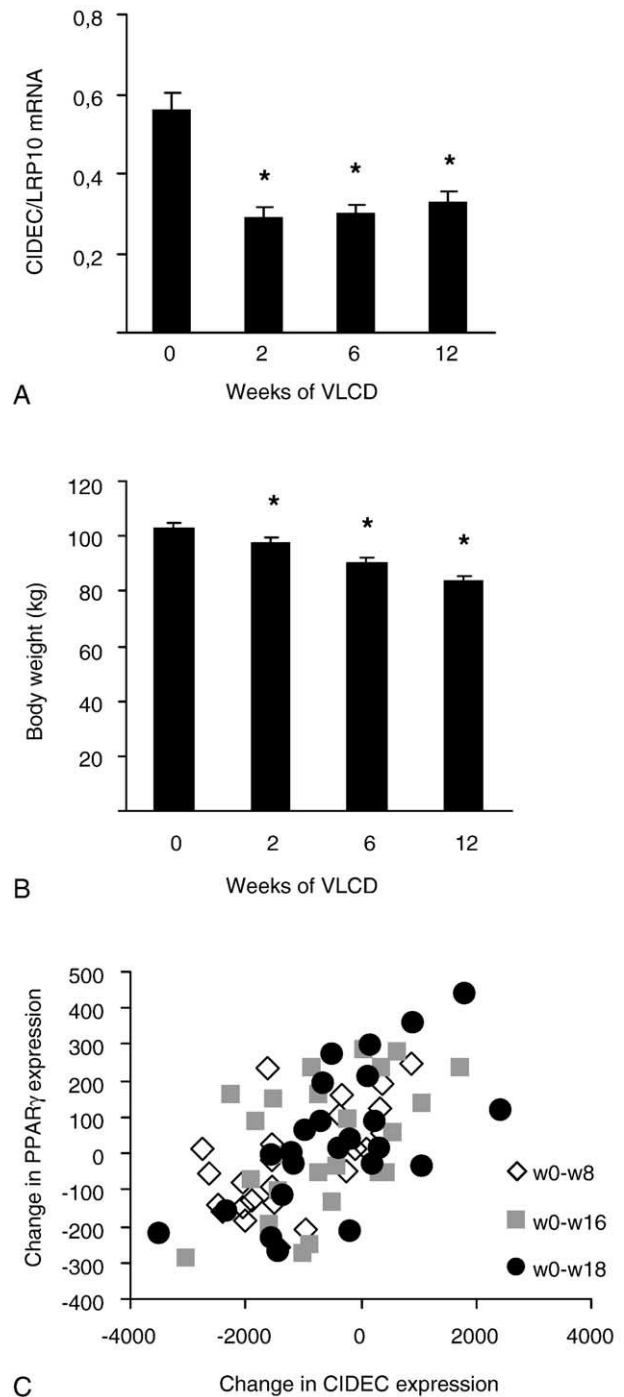 0,8
0,6
0,4
0,2
CIDEC/LRP10 mRNA
* * *
0 2 6 12
Weeks of VLCD
A
120
100
80
60
40
20
Body weight (kg)
* * *
0 2 6 12
Weeks of VLCD
B
500
400
300
200
100
0
-100
-200
-300
-400
Change in PPARγ expression
w0-w8
w0-w16
w0-w18
-4000 -2000 0 2000 4000
Change in CIDEC expression
C